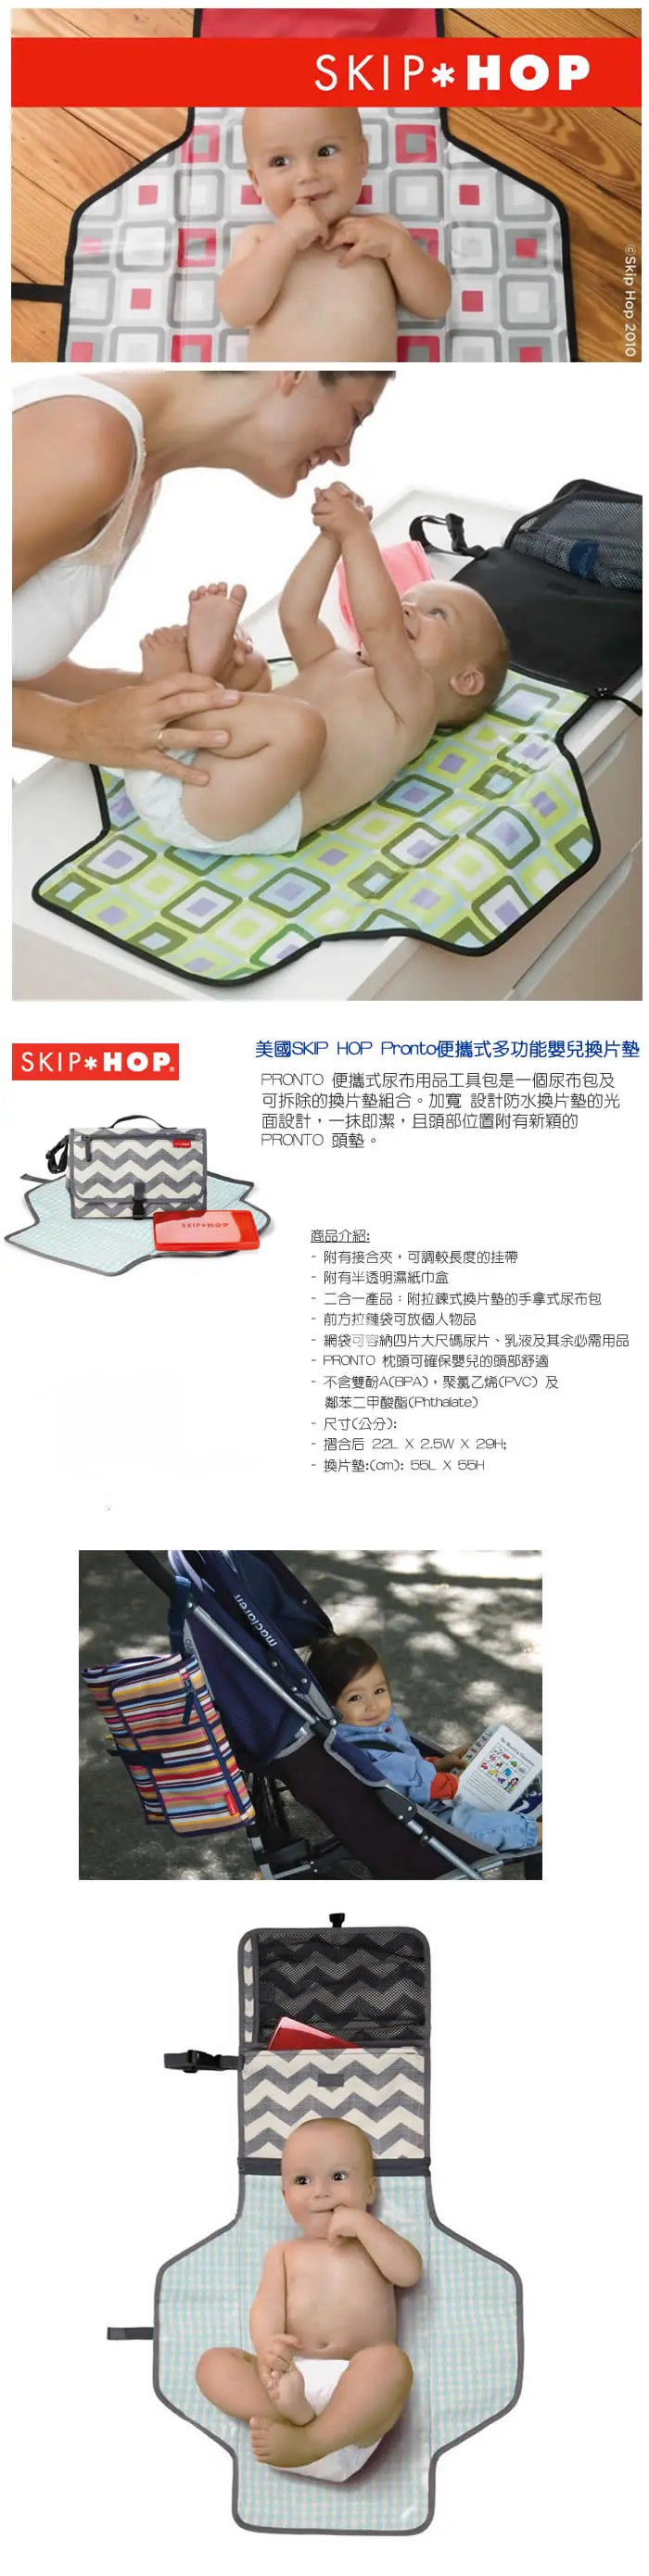 SKIP*HOP
©Skip Hop 2010
SKIP*HOP®
美國SKIP HOP Pronto便攜式多功能嬰兒換片墊
PRONTO 便攜式尿布用品工具包是一個尿布包及
可拆除的換片墊組合。加寬 設計防水換片墊的光
面設計，一抹即潔，且頭部位置附有新穎的
PRONTO 頭墊。
SKIP*HOP
商品介紹:
- 附有接合夾，可調較長度的挂帶
- 附有半透明濕紙巾盒
- 二合一產品：附拉鍊式換片墊的手拿式尿布包
- 前方拉鏈袋可放個人物品
- 網袋可容納四片大尺碼尿片、乳液及其余必需用品
- PRONTO 枕頭可確保嬰兒的頭部舒適
- 不含雙酚A(BPA)，聚氯乙烯(PVC) 及
鄰苯二甲酸酯(Phthalate)
- 尺寸(公分):
- 摺合后 22L X 2.5W X 29H;
- 換片墊:(cm): 55L X 55H
maclaren